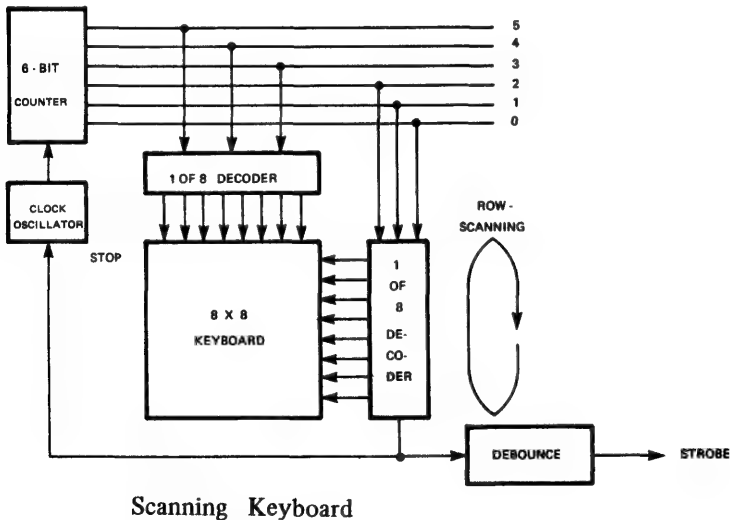 6 - BIT
COUNTER
5
4
3
2
1
0
1 OF 8 DECODER
CLOCK
OSCILLATOR
STOP
8 X 8
KEYBOARD
1
OF
8
DE-
CO-
DER
ROW -
SCANNING
DEBOUNCE
STROBE
Scanning Keyboard